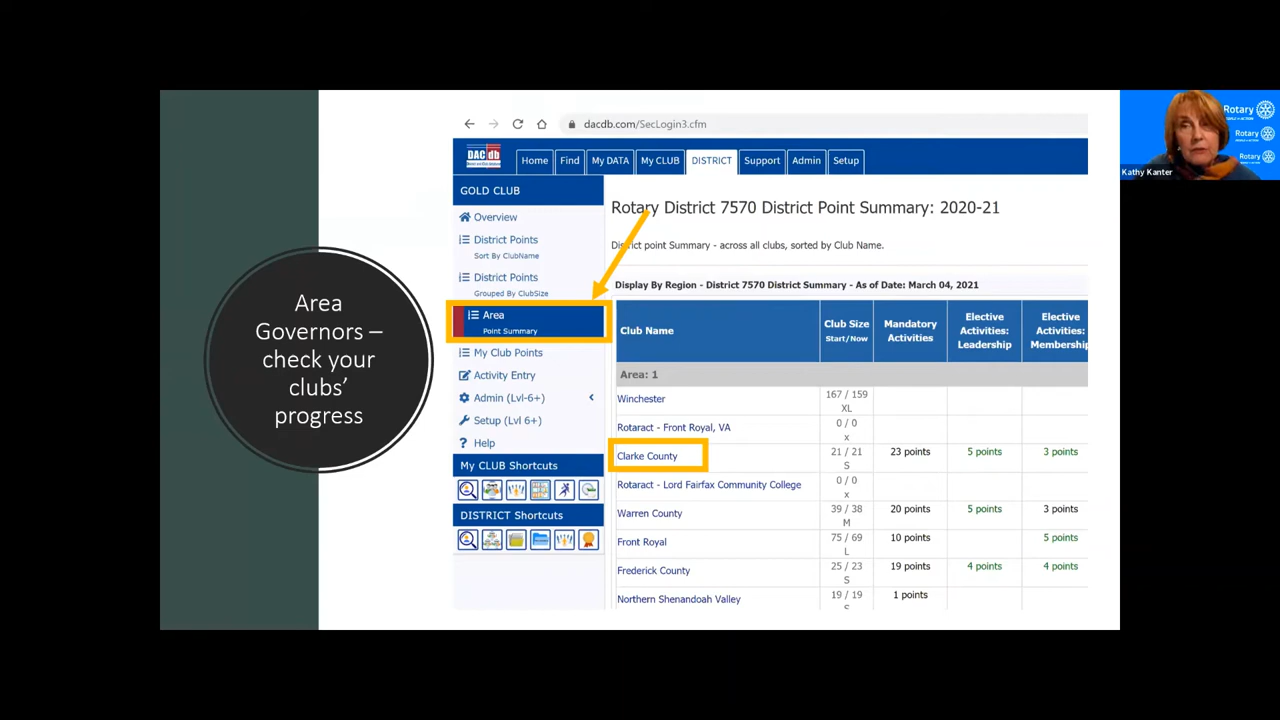 Area
Governors –
check your
clubs’
progress
dacdb.com/SecLogin3.cfm
DACdb
Home
Find
My DATA
My CLUB
DISTRICT
Support
Admin
Setup
GOLD CLUB
Overview
District Points
Sort By ClubName
District Points
Grouped By ClubSize
Area
Point Summary
My Club Points
Activity Entry
Admin (Lvl-6+)
Setup (Lvl 6+)
? Help
My CLUB Shortcuts
DISTRICT Shortcuts
Rotary District 7570 District Point Summary: 2020-21
District point Summary - across all clubs, sorted by Club Name.
Display By Region - District 7570 District Summary - As of Date: March 04, 2021
Club Name
Club Size
Start/Now
Mandatory
Activities
Elective
Activities:
Leadership
Elective
Activities:
Membership
Area: 1
Winchester
167 / 159
XL
Rotaract - Front Royal, VA
0 / 0
x
Clarke County
21 / 21
S
23 points
5 points
3 points
Rotaract - Lord Fairfax Community College
0 / 0
x
Warren County
39 / 38
M
20 points
5 points
3 points
Front Royal
75 / 69
L
10 points
5 points
Frederick County
25 / 23
S
19 points
4 points
4 points
Northern Shenandoah Valley
19 / 19
S
1 points
Rotary
Rotary
Rotary
Kathy Kanter